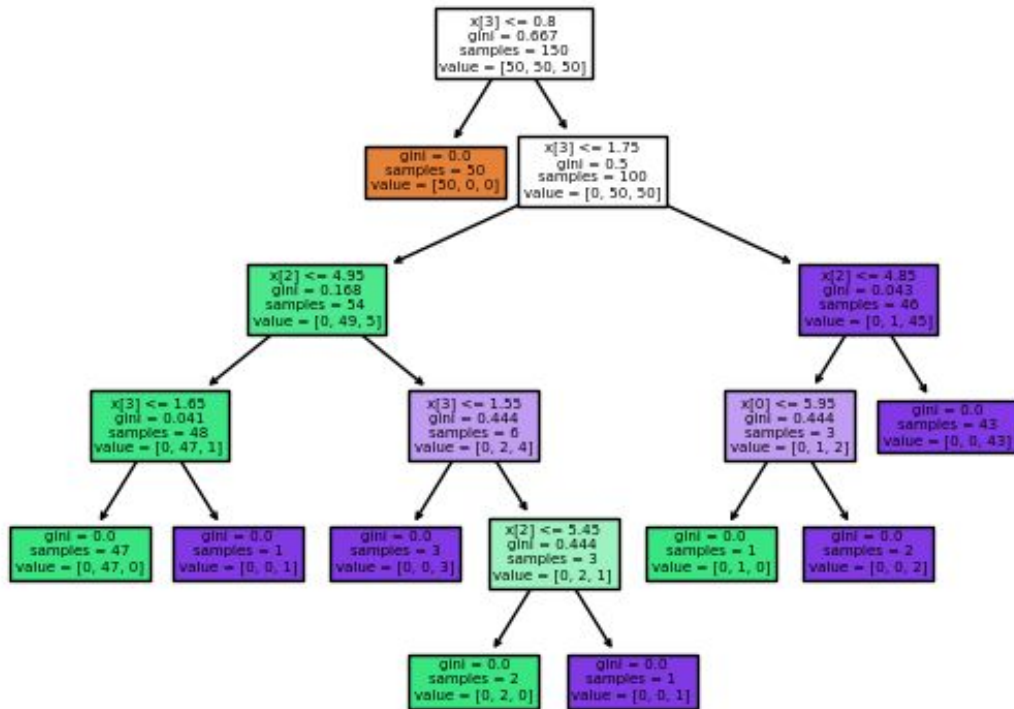 x[3] <= 0.8
gini = 0.667
samples = 150
value = [50, 50, 50]
gini = 0.0
samples = 50
value = [50, 0, 0]
x[3] <= 1.75
gini = 0.5
samples = 100
value = [0, 50, 50]
x[2] <= 4.95
gini = 0.168
samples = 54
value = [0, 49, 5]
x[2] <= 4.85
gini = 0.043
samples = 46
value = [0, 1, 45]
x[3] <= 1.65
gini = 0.041
samples = 48
value = [0, 47, 1]
x[3] <= 1.55
gini = 0.444
samples = 6
value = [0, 2, 4]
x[0] <= 5.95
gini = 0.444
samples = 3
value = [0, 1, 2]
gini = 0.0
samples = 43
value = [0, 0, 43]
gini = 0.0
samples = 47
value = [0, 47, 0]
gini = 0.0
samples = 1
value = [0, 0, 1]
gini = 0.0
samples = 3
value = [0, 0, 3]
x[2] <= 5.45
gini = 0.444
samples = 3
value = [0, 2, 1]
gini = 0.0
samples = 1
value = [0, 1, 0]
gini = 0.0
samples = 2
value = [0, 0, 2]
gini = 0.0
samples = 2
value = [0, 2, 0]
gini = 0.0
samples = 1
value = [0, 0, 1]